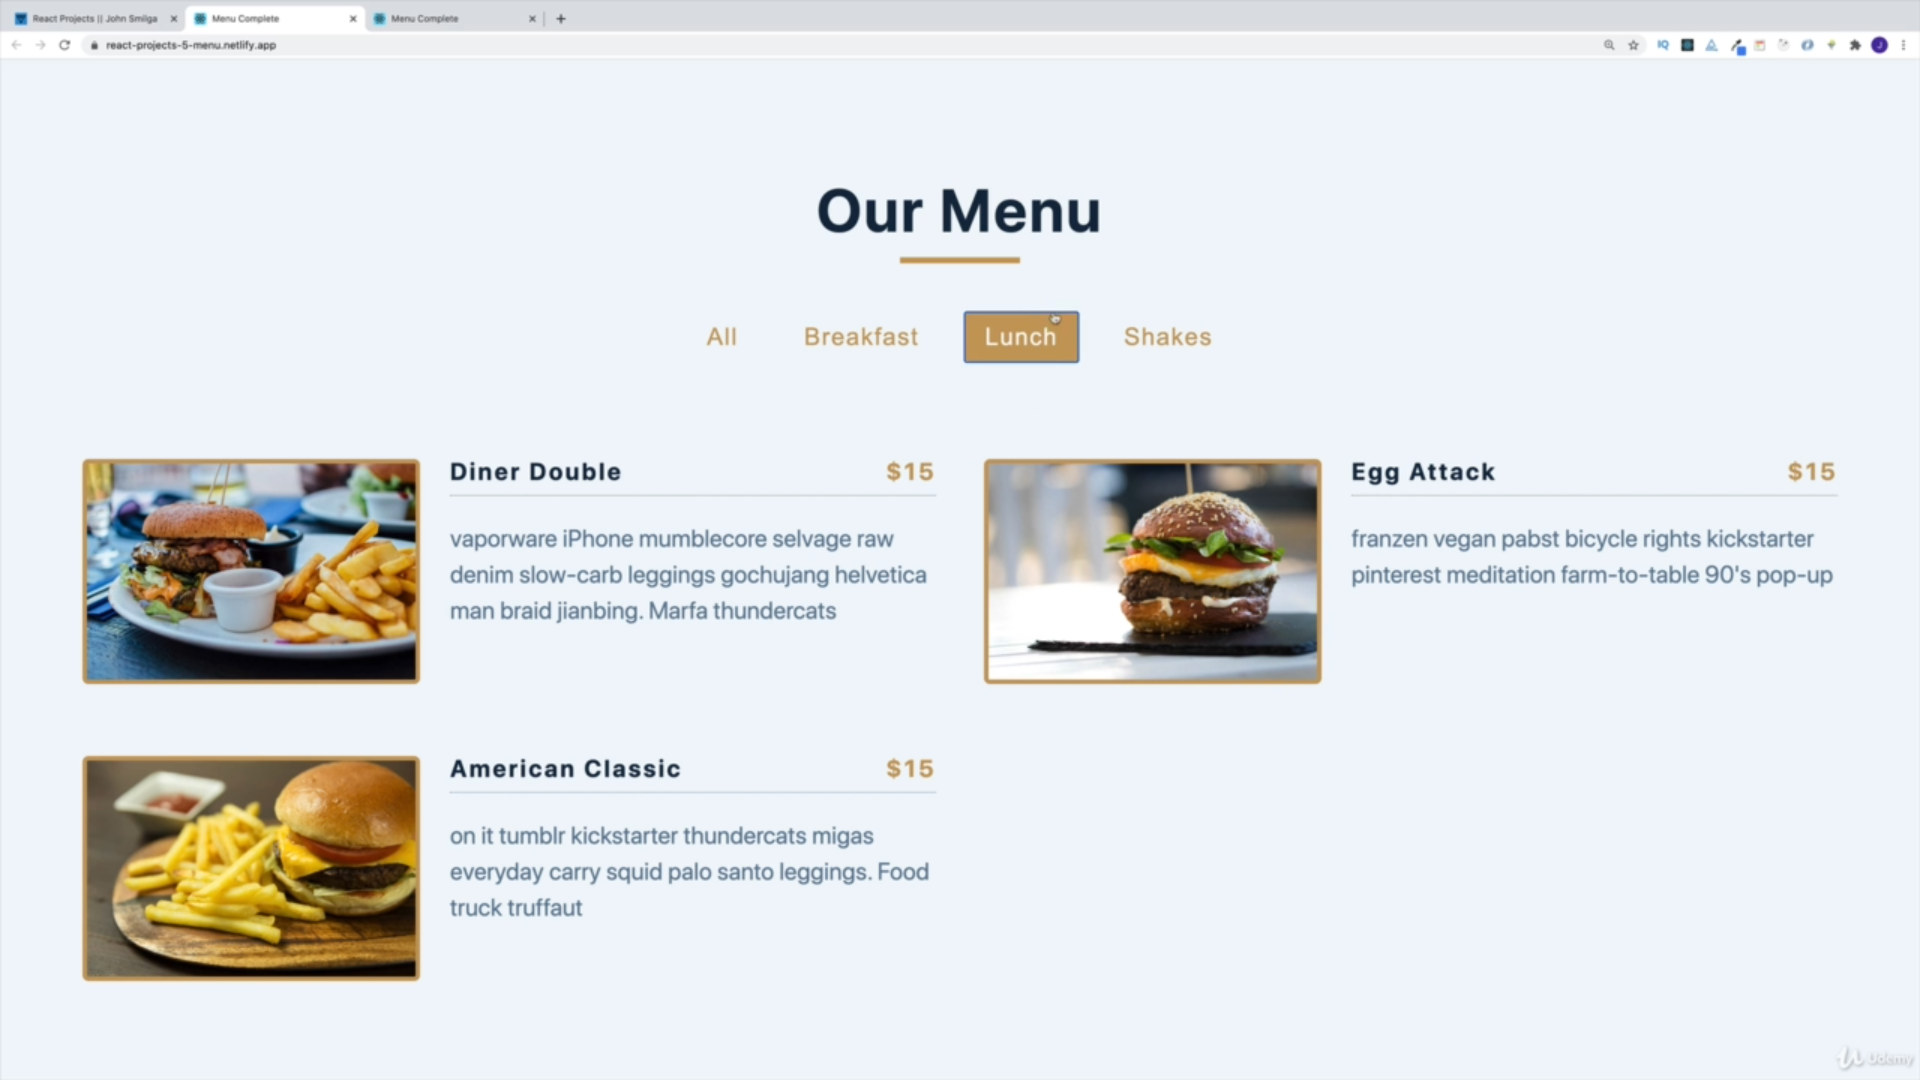 React Projects || John Smilga
Menu Complete
Menu Complete
react-projects-5-menu.netlify.app
IQ
J
Our Menu
All
Breakfast
Lunch
Shakes
Diner Double
$15
vaporware iPhone mumblecore selvage raw
denim slow-carb leggings gochujang helvetica
man braid jianbing. Marfa thundercats
Egg Attack
$15
franzen vegan pabst bicycle rights kickstarter
pinterest meditation farm-to-table 90's pop-up
American Classic
$15
on it tumblr kickstarter thundercats migas
everyday carry squid palo santo leggings. Food
truck truffaut
Udemy